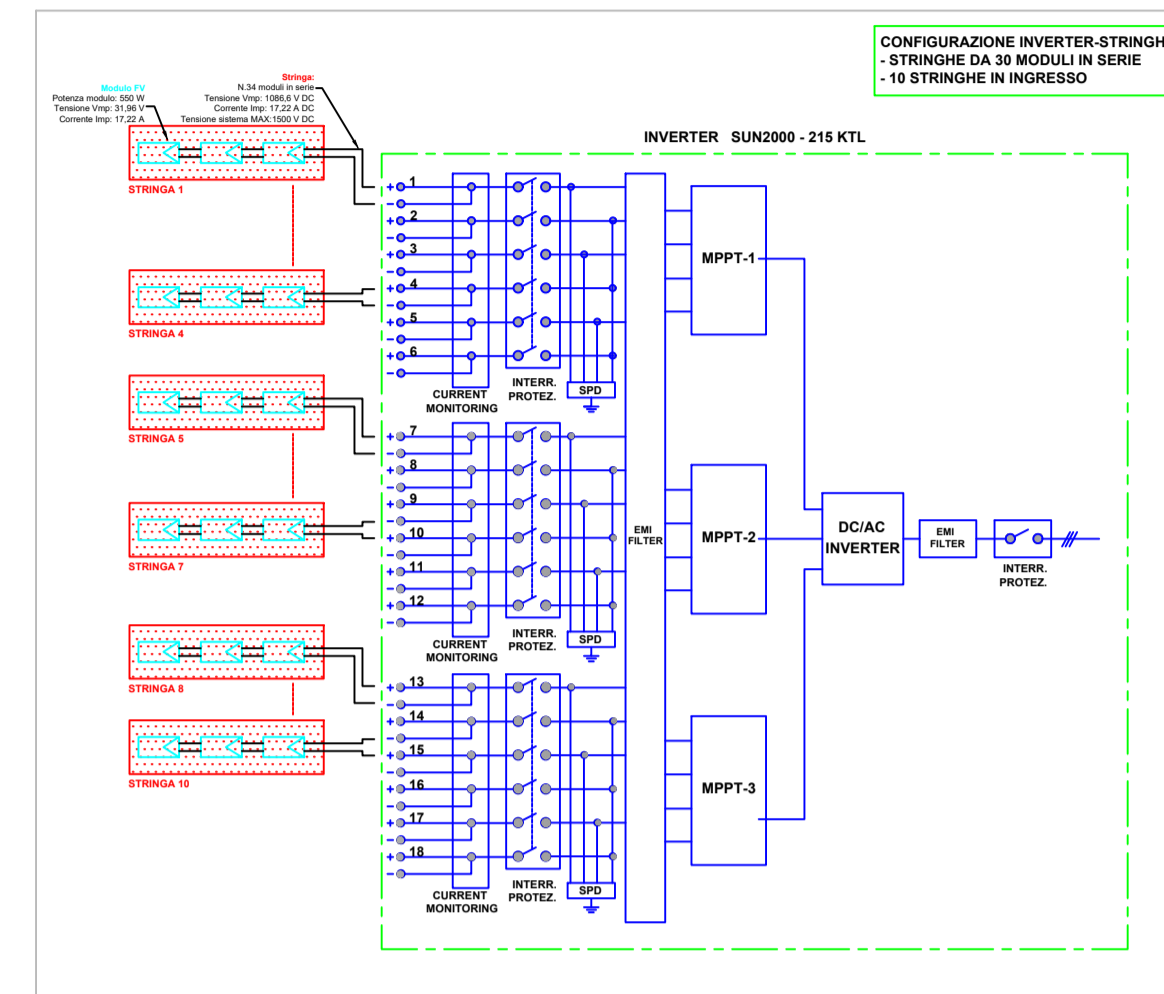 CONFIGURAZIONE INVERTER-STRINGH
- STRINGHE DA 30 MODULI IN SERIE
- 10 STRINGHE IN INGRESSO
Modulo FV
Potenza modulo: 550 W
Tensione Vmp: 31,96 V
Corrente Imp: 17,22 A
Stringa:
N.34 moduli in serie
Tensione Vmp: 1086,6 V DC
Corrente Imp: 17,22 A DC
Tensione sistema MAX:1500 V DC
INVERTER SUN2000 - 215 KTL
STRINGA 1
STRINGA 4
STRINGA 5
STRINGA 7
STRINGA 8
STRINGA 10
+ 1
-
+ 2
-
+ 3
-
+ 4
-
+ 5
-
+ 6
-
CURRENT
MONITORING
INTERR.
PROTEZ.
SPD
+ 7
-
+ 8
-
+ 9
-
+ 10
-
+ 11
-
+ 12
-
CURRENT
MONITORING
INTERR.
PROTEZ.
SPD
+ 13
-
+ 14
-
+ 15
-
+ 16
-
+ 17
-
+ 18
-
CURRENT
MONITORING
INTERR.
PROTEZ.
SPD
EMI
FILTER
MPPT-1
MPPT-2
MPPT-3
DC/AC
INVERTER
EMI
FILTER
INTERR.
PROTEZ.